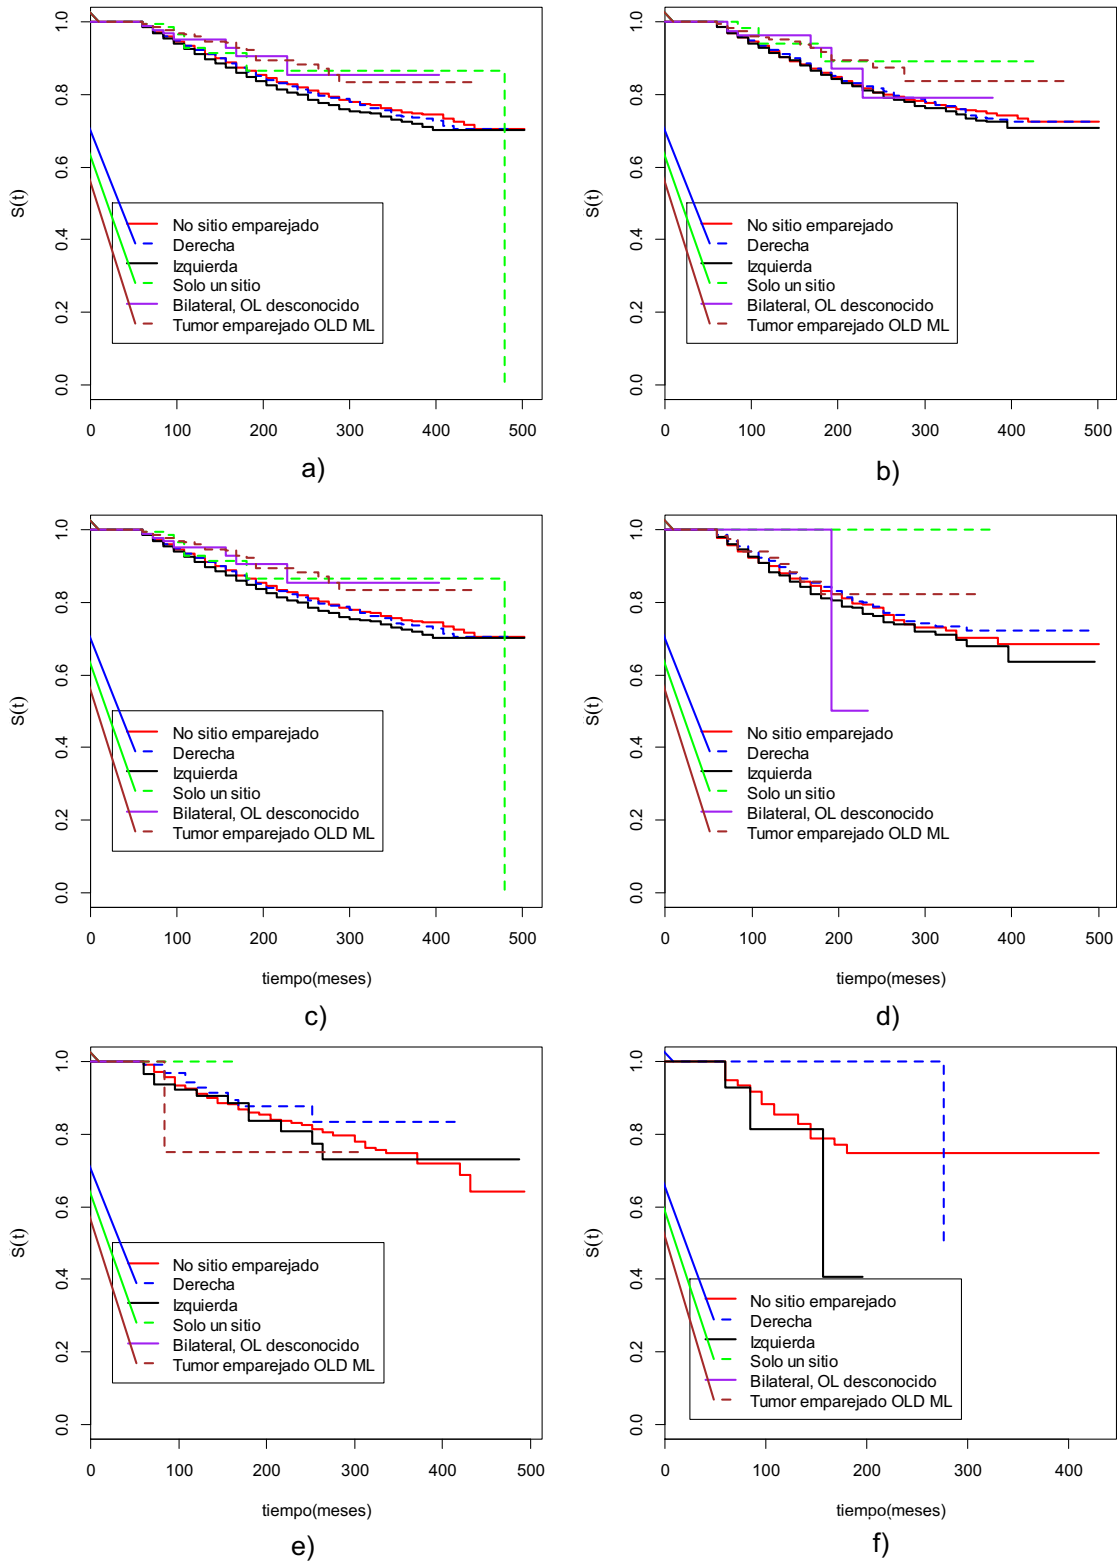 S(t)
1.0
0.8
0.6
0.4
0.2
0.0
No sitio emparejado
Derecha
Izquierda
Solo un sitio
Bilateral, OL desconocido
Tumor emparejado OLD ML
0 100 200 300 400 500
a)
S(t)
1.0
0.8
0.6
0.4
0.2
0.0
No sitio emparejado
Derecha
Izquierda
Solo un sitio
Bilateral, OL desconocido
Tumor emparejado OLD ML
0 100 200 300 400 500
b)
S(t)
1.0
0.8
0.6
0.4
0.2
0.0
No sitio emparejado
Derecha
Izquierda
Solo un sitio
Bilateral, OL desconocido
Tumor emparejado OLD ML
0 100 200 300 400 500
tiempo(meses)
c)
S(t)
1.0
0.8
0.6
0.4
0.2
0.0
No sitio emparejado
Derecha
Izquierda
Solo un sitio
Bilateral, OL desconocido
Tumor emparejado OLD ML
0 100 200 300 400 500
tiempo(meses)
d)
S(t)
1.0
0.8
0.6
0.4
0.2
0.0
No sitio emparejado
Derecha
Izquierda
Solo un sitio
Bilateral, OL desconocido
Tumor emparejado OLD ML
0 100 200 300 400 500
tiempo(meses)
e)
S(t)
1.0
0.8
0.6
0.4
0.2
0.0
No sitio emparejado
Derecha
Izquierda
Solo un sitio
Bilateral, OL desconocido
Tumor emparejado OLD ML
0 100 200 300 400
tiempo(meses)
f)